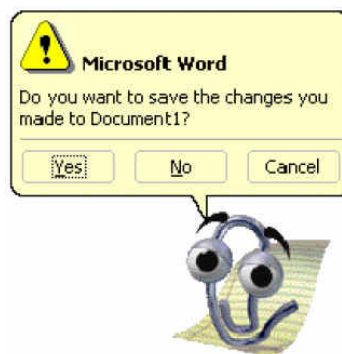 Microsoft Word
Do you want to save the changes you
made to Document1?
Yes No Cancel